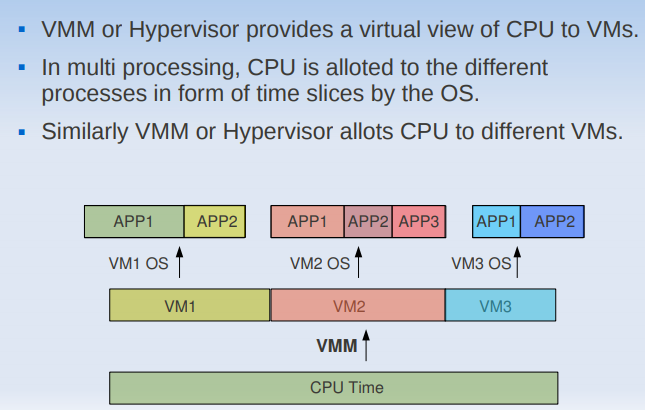 VMM or Hypervisor provides a virtual view of CPU to VMs.
In multi processing, CPU is alloted to the different
processes in form of time slices by the OS.
Similarly VMM or Hypervisor allots CPU to different VMs.
APP1 APP2 APP1 APP2 APP3 APP1 APP2
VM1 OS VM2 OS VM3 OS
VM1 VM2 VM3
VMM
CPU Time